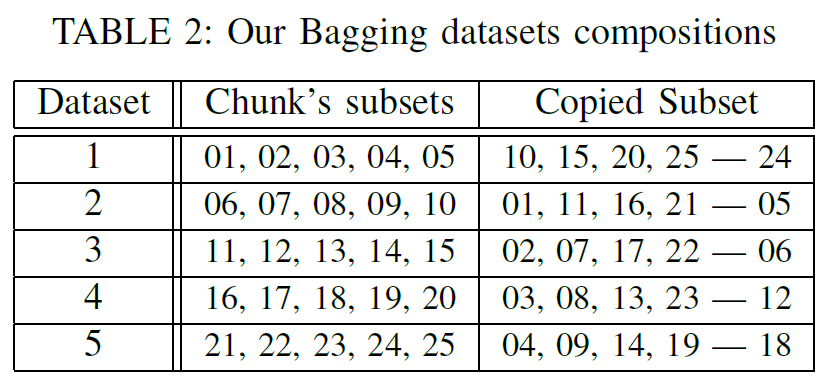 TABLE 2: Our Bagging datasets compositions
Dataset Chunk's subsets Copied Subset
1 01, 02, 03, 04, 05 10, 15, 20, 25 — 24
2 06, 07, 08, 09, 10 01, 11, 16, 21 — 05
3 11, 12, 13, 14, 15 02, 07, 17, 22 — 06
4 16, 17, 18, 19, 20 03, 08, 13, 23 — 12
5 21, 22, 23, 24, 25 04, 09, 14, 19 — 18